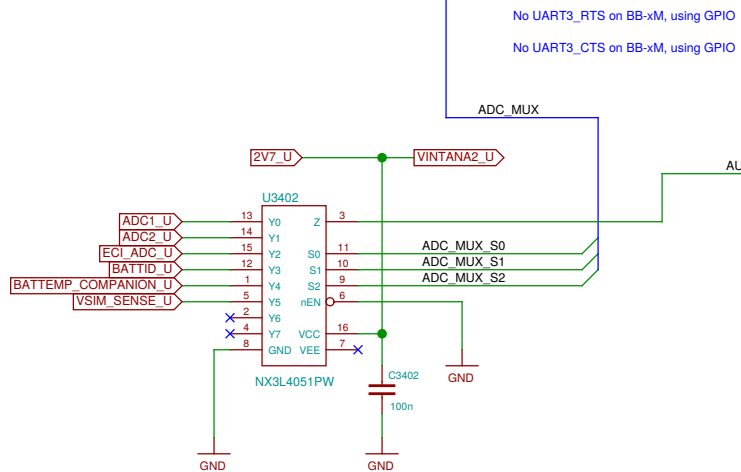 No UART3_RTS on BB-xM, using GPIO
No UART3_CTS on BB-xM, using GPIO
ADC_MUX
2V7_U
VINTANA2_U
AU
U3402
ADC1_U 13 Y0 Z 3
ADC2_U 14 Y1
ECI_ADC_U 15 Y2 S0 11 ADC_MUX_S0
BATTID_U 12 Y3 S1 10 ADC_MUX_S1
BATTEMP_COMPANION_U 1 Y4 S2 9 ADC_MUX_S2
VSIM_SENSE_U 5 Y5 nEN 6
2 Y6
4 Y7 VCC 16
8 GND VEE 7
NX3L4051PW
C3402
100n
GND
GND
GND